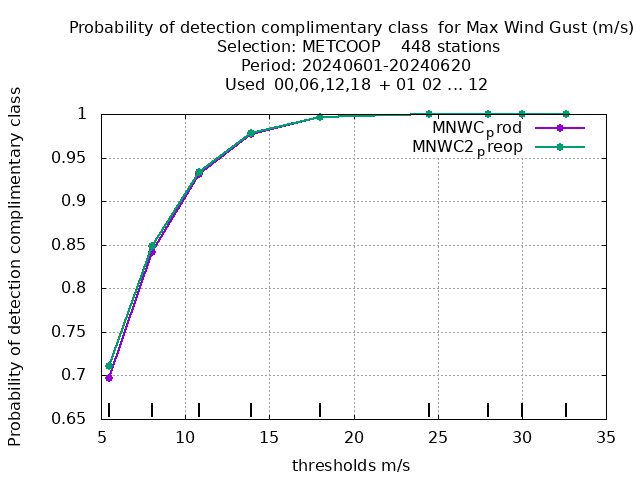 Probability of detection complimentary class  for Max Wind Gust (m/s)
Selection: METCOOP    448 stations
Period: 20240601-20240620
Used  00,06,12,18  + 01 02 ... 12
Probability of detection complimentary class
1
0.95
0.9
0.85
0.8
0.75
0.7
0.65
MNWCprod
MNWC2preop
5 10 15 20 25 30 35
thresholds m/s